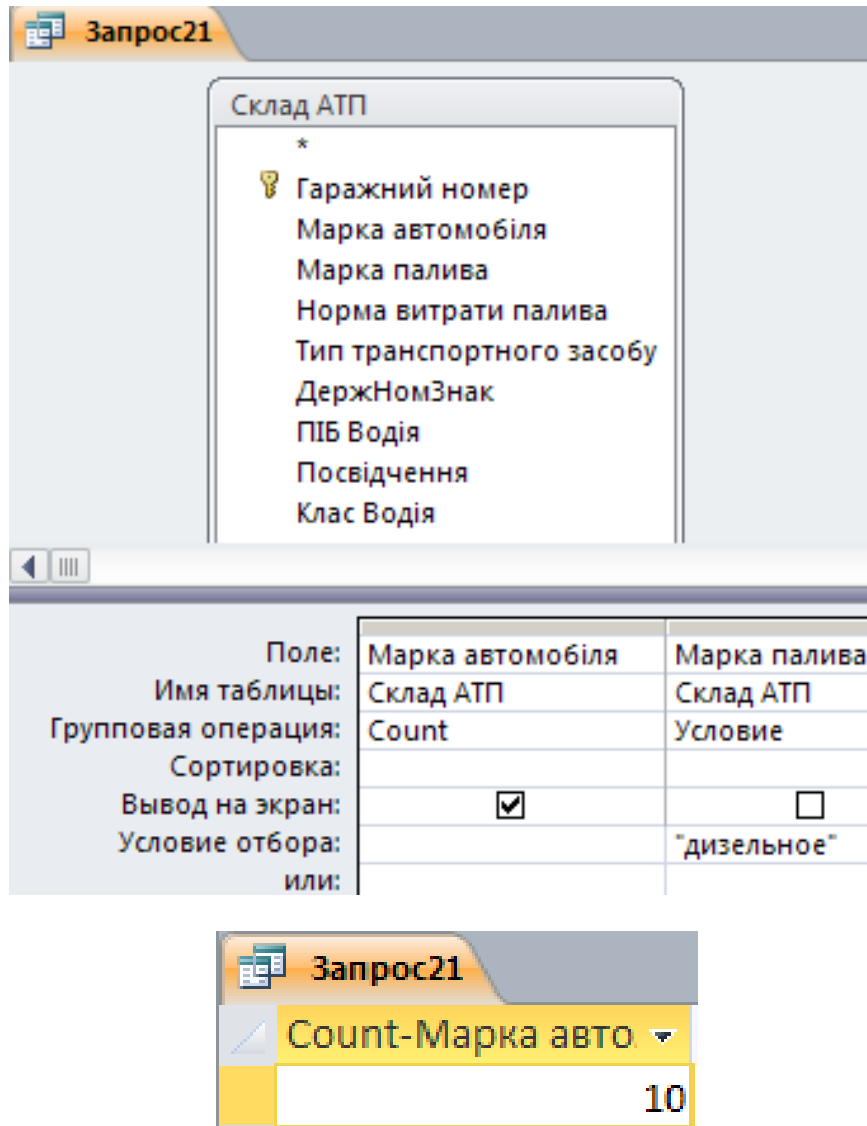 Запрос21
Склад АТП
*
Гаражний номер
Марка автомобіля
Марка палива
Норма витрати палива
Тип транспортного засобу
ДержНомЗнак
ПІБ Водія
Посвідчення
Клас Водія
Поле: Марка автомобіля Марка палива
Имя таблицы: Склад АТП Склад АТП
Групповая операция: Count Условие
Сортировка:
Вывод на экран:
Условие отбора: "дизельное"
или:
Запрос21
Count-Марка авто
10